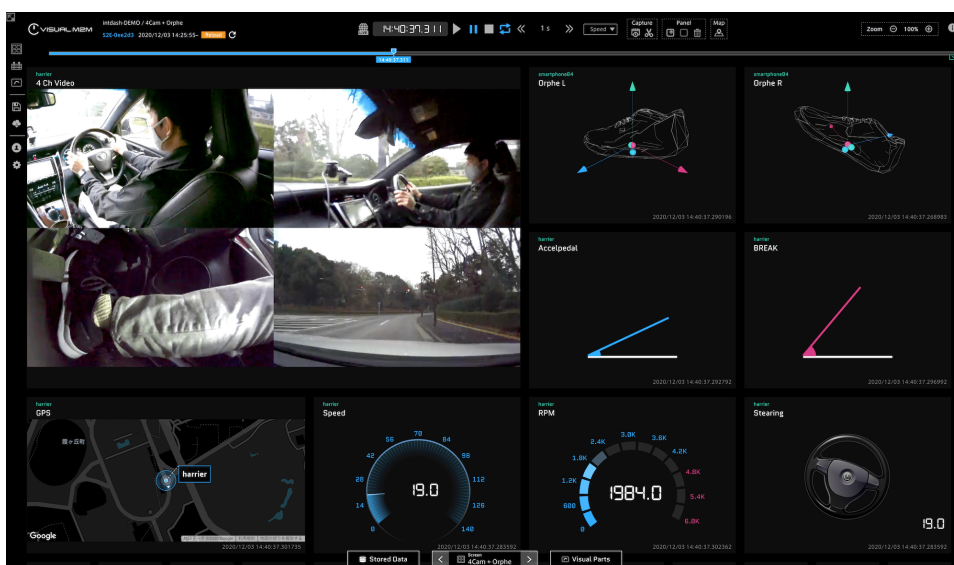 VISUAL M2M
intdash-DEMO / 4Cam + Orphe
52E-0ee2d3 2020/12/03 14:25:55- Reload
14:40:37.311
1 s
Speed ▼
Capture
Panel
Map
Zoom
100%
14:40:37.311
harrier
4 Ch Video
smartphone04
Orphe L
2020/12/03 14:40:37.290196
smartphone04
Orphe R
2020/12/03 14:40:37.268983
harrier
Accelpedal
2020/12/03 14:40:37.292792
harrier
BREAK
2020/12/03 14:40:37.296992
harrier
GPS
霞ヶ丘町
harrier
Google
2020/12/03 14:40:37.301735
harrier
Speed
0
14
28
42
56
70
84
98
112
126
140
19.0
2020/12/03 14:40:37.283592
harrier
RPM
0
600
1.2K
1.8K
2.4K
3.0K
3.6K
4.2K
4.8K
5.4K
6.0K
1984.0
2020/12/03 14:40:37.302362
harrier
Stearing
19.0
2020/12/03 14:40:37.283592
Stored Data
Screen
4Cam + Orphe
Visual Parts